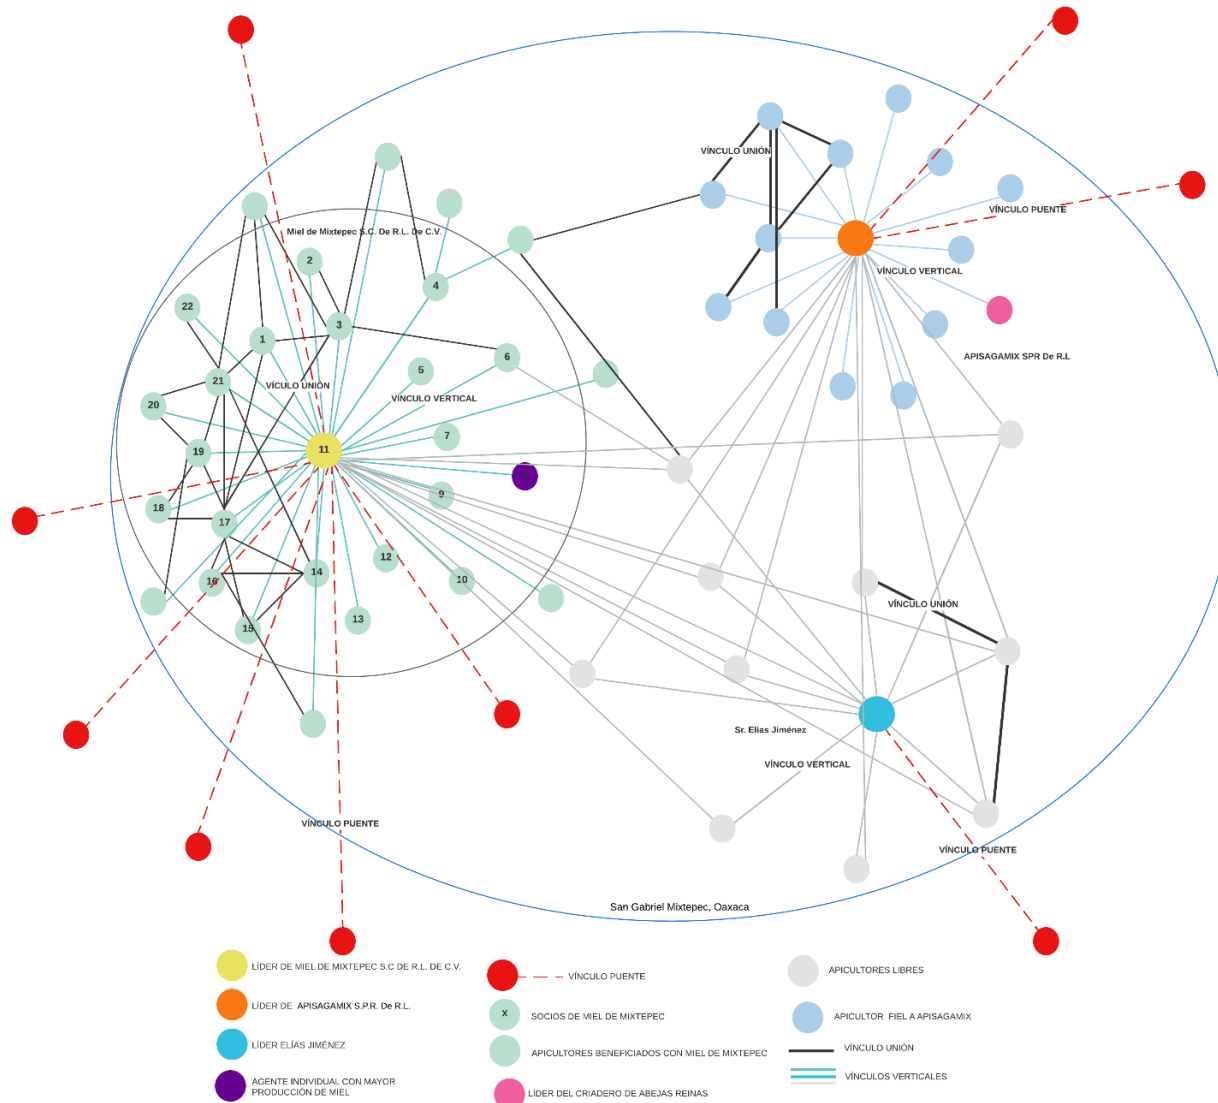 VÍNCULO UNIÓN
VÍNCULO PUENTE
Miel de Mixtepec S.C. De R.L. De C.V.
2
VÍNCULO VERTICAL
4
22
3
1
APISAGAMIX SPR De R.L
6
5
21
VÍCULO UNIÓN
VÍNCULO VERTICAL
20
7
11
19
9
18
17
12
14
16
10
VÍNCULO UNIÓN
13
15
Sr. Elías Jiménez
VÍNCULO VERTICAL
VÍNCULO PUENTE
VÍNCULO PUENTE
San Gabriel Mixtepec, Oaxaca
LÍDER DE MIEL DE MIXTEPEC S.C DE R.L. DE C.V.
LÍDER DE APISAGAMIX S.P.R. De R.L.
LÍDER ELÍAS JIMÉNEZ
AGENTE INDIVIDUAL CON MAYOR
PRODUCCIÓN DE MIEL
VÍNCULO PUENTE
X
SOCIOS DE MIEL DE MIXTEPEC
APICULTORES BENEFICIADOS CON MIEL DE MIXTEPEC
LÍDER DEL CRIADERO DE ABEJAS REINAS
APICULTORES LIBRES
APICULTOR FIEL A APISAGAMIX
VÍNCULO UNIÓN
VÍNCULOS VERTICALES